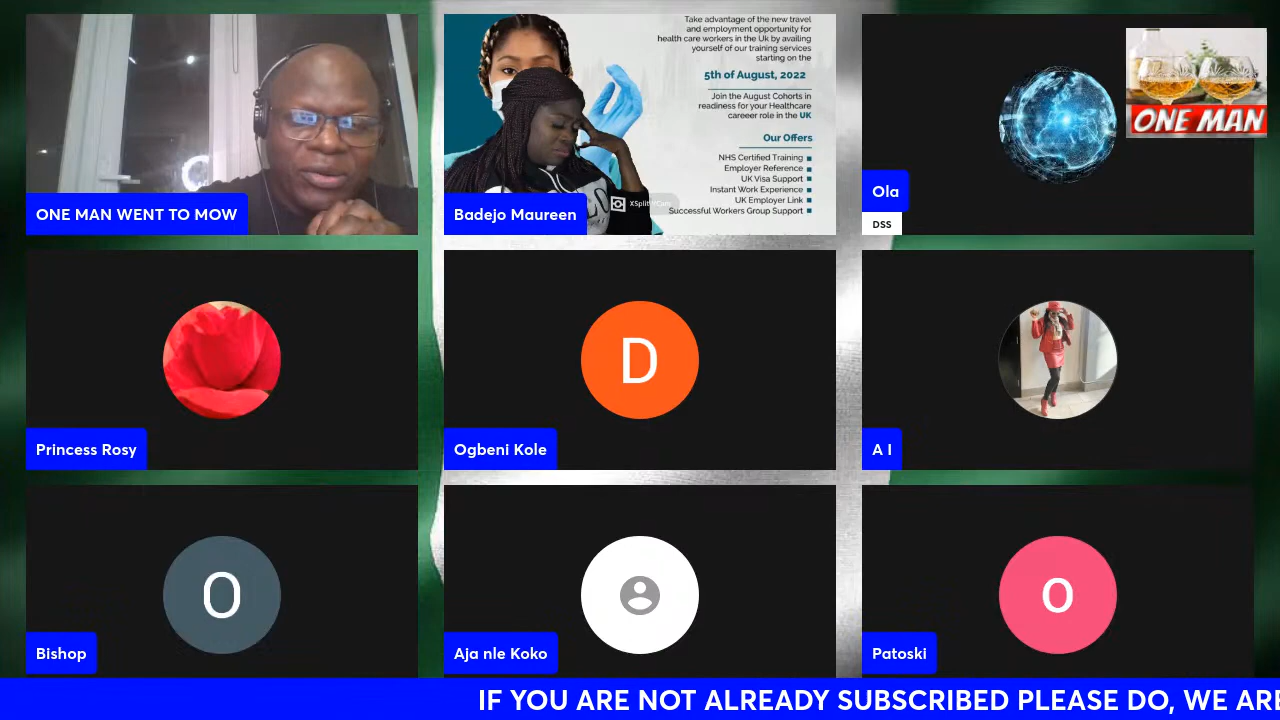 Take advantage of the new travel
and employment opportunity for
health care workers in the Uk by availing
yourself of our training services
starting on the
5th of August, 2022
Join the August Cohorts in
readiness for your Healthcare
careeer role in the UK
Our Offers
NHS Certified Training
Employer Reference
UK Visa Support
Instant Work Experience
UK Employer Link
Successful Workers Group Support
XSplit VCam
ONE MAN WENT TO MOW
Badejo Maureen
ONE MAN
Ola
DSS
Princess Rosy
D
Ogbeni Kole
A I
O
Bishop
Aja nle Koko
O
Patoski
IF YOU ARE NOT ALREADY SUBSCRIBED PLEASE DO, WE ARE